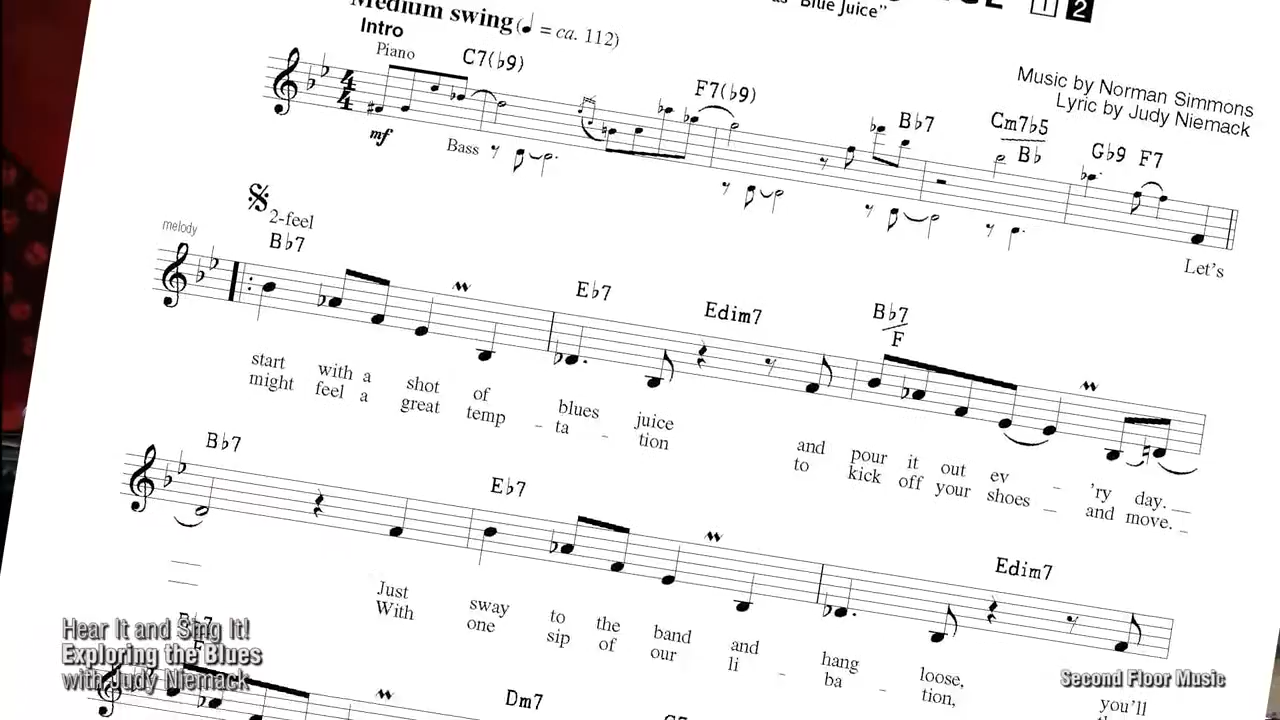 1 2
as "Blue Juice"
Medium swing (♩ = ca. 112)
Intro
Piano
C7(♭9) F7(♭9) B♭7 Cm7♭5 B♭ G♭9 F7
Music by Norman Simmons
Lyric by Judy Niemack
mf
Bass
Let's
2-feel
melody
B♭7 E♭7 Edim7 B♭7/F
start with a shot of blues juice and pour it out ev - 'ry day.
might feel a great temp - ta - tion to kick off your shoes and move.
B♭7 E♭7 Edim7
Just sway to the band and hang loose, you'll
With one sip of our li - ba - tion,
B♭7
Dm7
Hear It and Sing It!
Exploring the Blues
with Judy Niemack
Second Floor Music